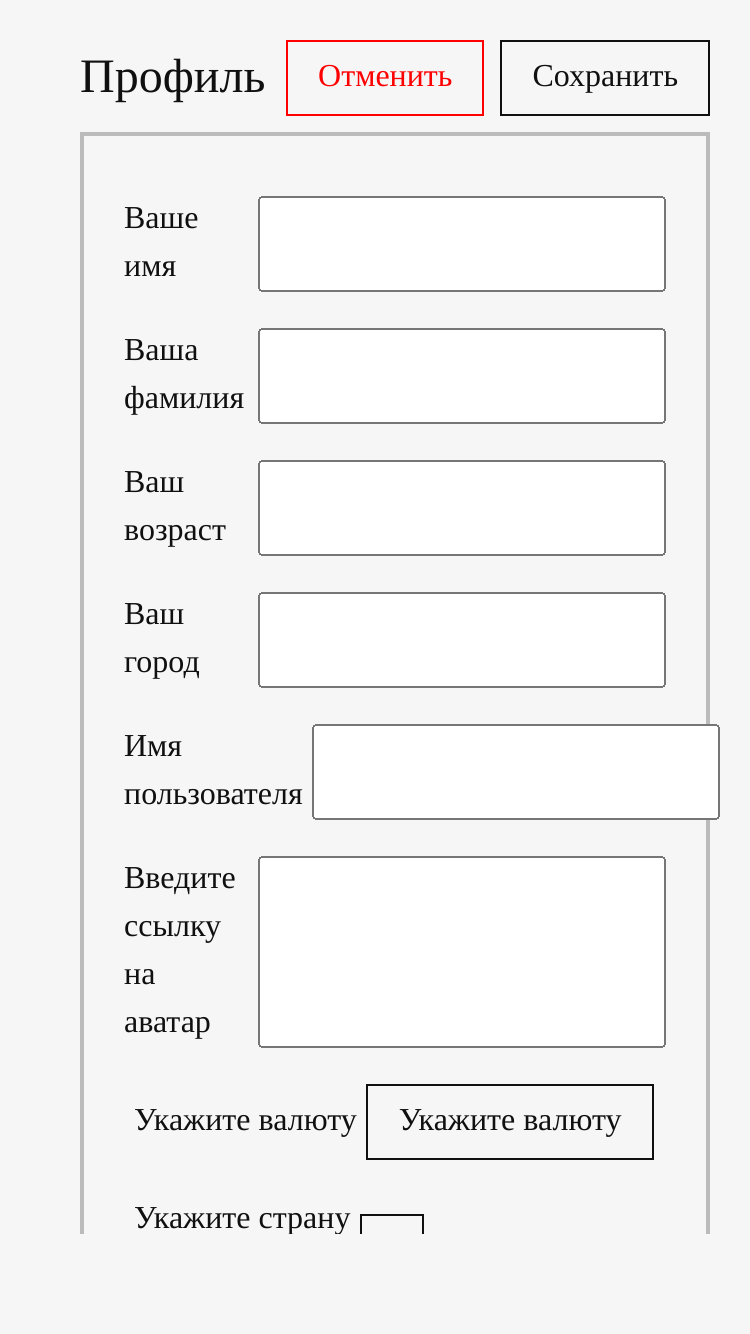 Профиль Отменить Сохранить
Ваше
имя
Ваша
фамилия
Ваш
возраст
Ваш
город
Имя
пользователя
Введите
ссылку
на
аватар
Укажите валюту Укажите валюту
Укажите страну